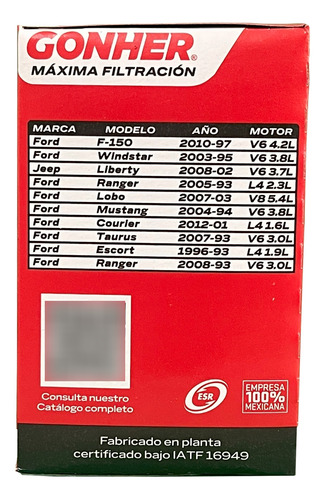 GONHER®
MÁXIMA FILTRACIÓN
MARCA MODELO AÑO MOTOR
Ford F-150 2010-97 V6 4.2L
Ford Windstar 2003-95 V6 3.8L
Jeep Liberty 2008-02 V6 3.7L
Ford Ranger 2005-93 L4 2.3L
Ford Lobo 2007-03 V8 5.4L
Ford Mustang 2004-94 V6 3.8L
Ford Courier 2012-01 L4 1.6L
Ford Taurus 2007-93 V6 3.0L
Ford Escort 1996-93 L4 1.9L
Ford Ranger 2008-93 V6 3.0L
Consulta nuestro
Catálogo completo
ESR
EMPRESA
100%
MEXICANA
Fabricado en planta
certificado bajo IATF 16949